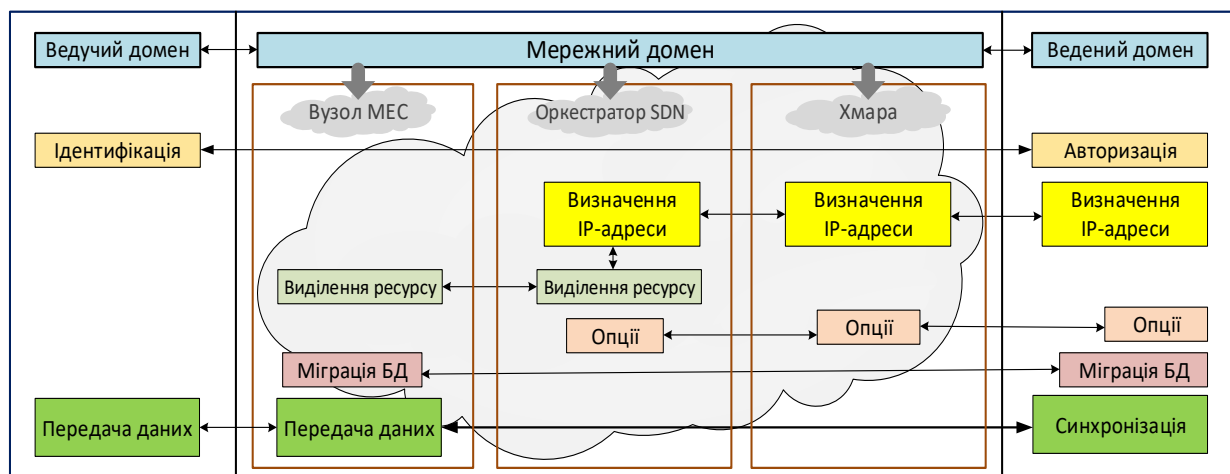 Ведучий домен
Мережний домен
Ведений домен
Вузол МЕС
Оркестратор SDN
Хмара
Ідентифікація
Авторизація
Визначення
IP-адреси
Визначення
IP-адреси
Визначення
IP-адреси
Виділення ресурсу
Виділення ресурсу
Опції
Опції
Опції
Міграція БД
Міграція БД
Передача даних
Передача даних
Синхронізація